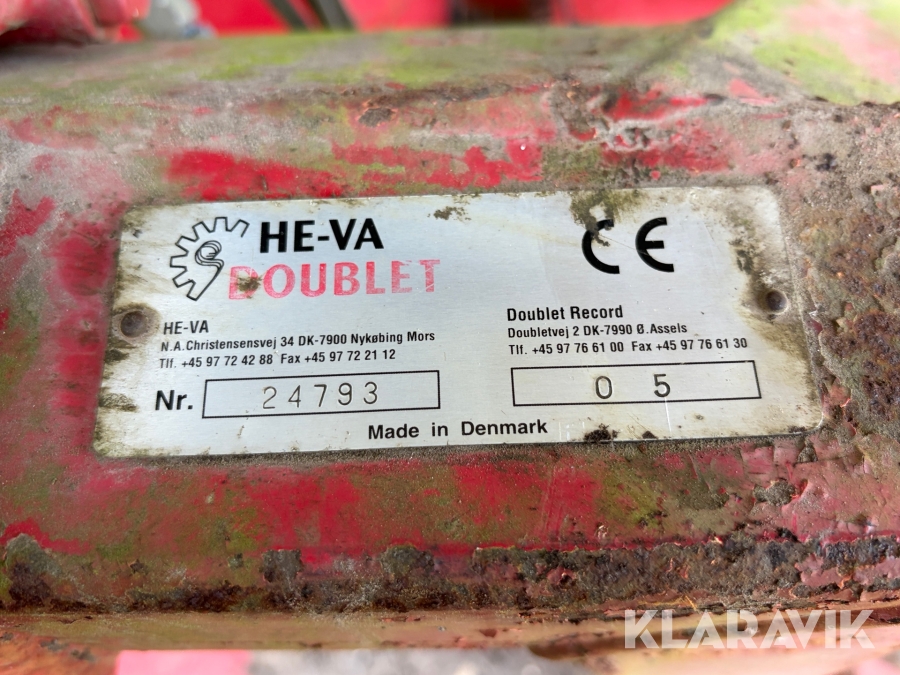 HE-VA
DOUBLET
CE
HE-VA
N.A.Christensensvej 34 DK-7900 Nykøbing Mors
Tlf. +45 97 72 42 88 Fax +45 97 72 21 12
Doublet Record
Doubletvej 2 DK-7990 Ø.Assels
Tlf. +45 97 76 61 00 Fax +45 97 76 61 30
Nr. 24793
05
Made in Denmark
KLARAVIK